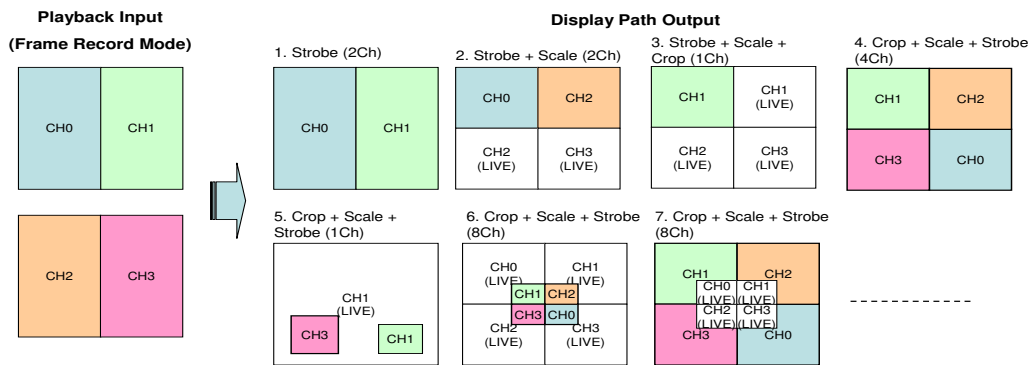 Playback Input
(Frame Record Mode)
CH0
CH1
CH2
CH3
Display Path Output
1. Strobe (2Ch)
CH0
CH1
2. Strobe + Scale (2Ch)
CH0
CH2
CH2
(LIVE)
CH3
(LIVE)
3. Strobe + Scale +
Crop (1Ch)
CH1
CH1
(LIVE)
CH2
(LIVE)
CH3
(LIVE)
4. Crop + Scale + Strobe
(4Ch)
CH1
CH2
CH3
CH0
5. Crop + Scale +
Strobe (1Ch)
CH1
(LIVE)
CH3
CH1
6. Crop + Scale + Strobe
(8Ch)
CH0
(LIVE)
CH1
(LIVE)
CH1
CH2
CH3
CH0
CH2
(LIVE)
CH3
(LIVE)
7. Crop + Scale + Strobe
(8Ch)
CH1
CH2
CH0
(LIVE)
CH1
(LIVE)
CH2
(LIVE)
CH3
(LIVE)
CH3
CH0